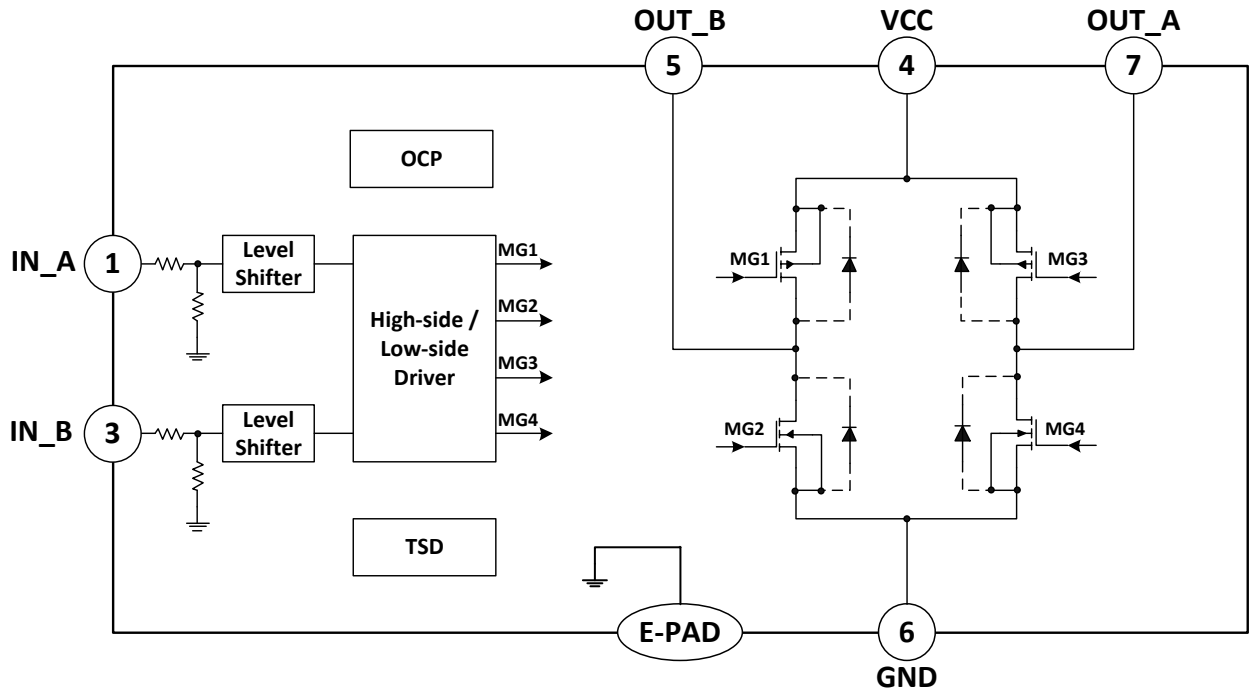 OUT_B
VCC
OUT_A
5
4
7
OCP
IN_A
1
Level
Shifter
MG1
MG2
MG3
MG4
High-side /
Low-side
Driver
IN_B
3
Level
Shifter
MG1
MG3
MG2
MG4
TSD
E-PAD
6
GND